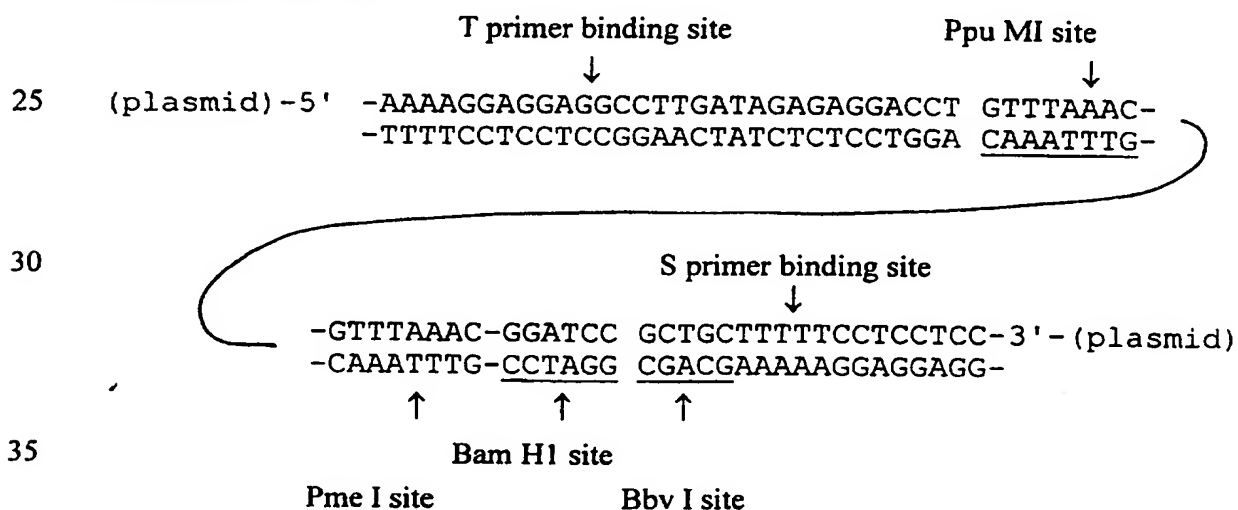 T primer binding site Ppu MI site
↓ ↓
25 (plasmid)-5' -AAAAGGAGGAGGCCTTGATAGAGAGGACCT GTTTAAAC-
-TTTTCCTCCTCCGGAACTATCTCTCCTGGA CAAATTTG-
30
S primer binding site
↓
-GTTTAAAC-GGATCC GCTGCTTTTTCCTCCTCC-3'-(plasmid)
-CAAATTTG-CCTAGG CGACGAAAAAGGAGGAGG-
↑ ↑ ↑
35 Bam H1 site
Pme I site Bbv I site